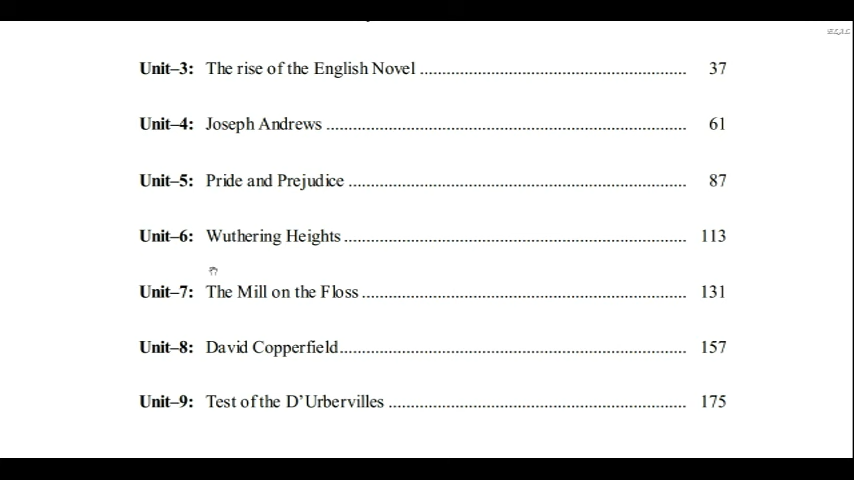 Unit–3: The rise of the English Novel ............................................................. 37
Unit–4: Joseph Andrews ................................................................................. 61
Unit–5: Pride and Prejudice ............................................................................ 87
Unit–6: Wuthering Heights ............................................................................. 113
Unit–7: The Mill on the Floss ......................................................................... 131
Unit–8: David Copperfield.............................................................................. 157
Unit–9: Test of the D’Urbervilles ................................................................... 175